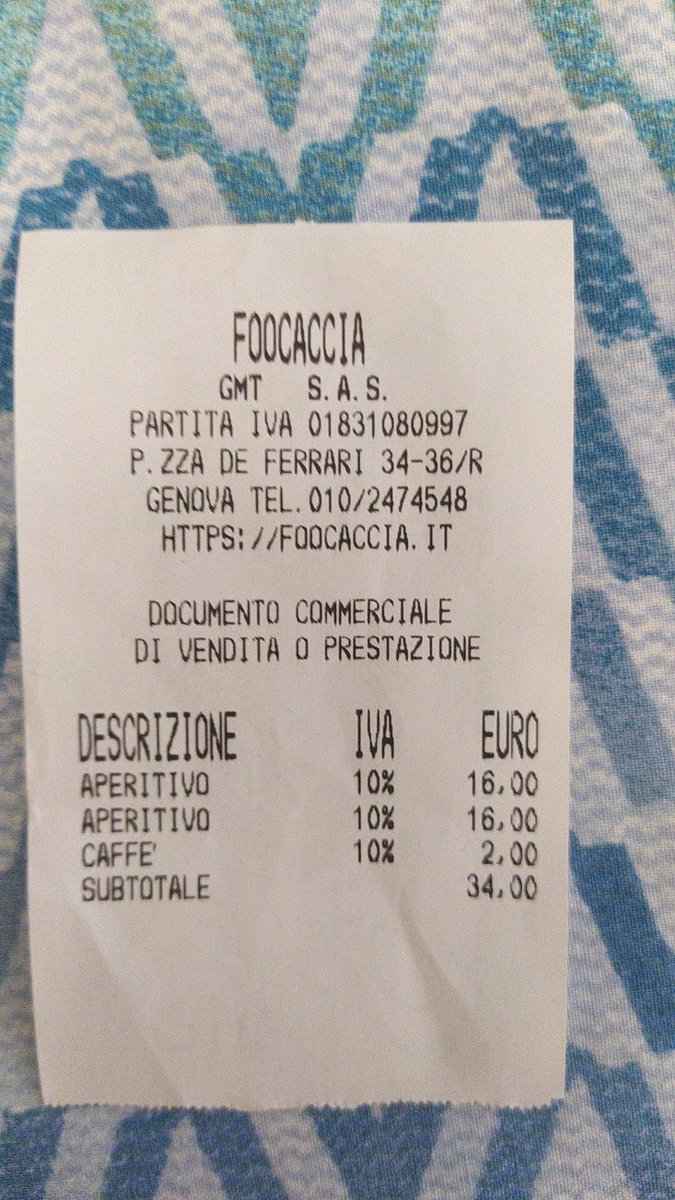 FOOCACCIA
GMT S.A.S.
PARTITA IVA 01831080997
P.ZZA DE FERRARI 34-36/R
GENOVA TEL.010/2474548
HTTPS://FOOCACCIA.IT
DOCUMENTO COMMERCIALE
DI VENDITA O PRESTAZIONE
DESCRIZIONE IVA EURO
APERITIVO 10% 16,00
APERITIVO 10% 16,00
CAFFE' 10% 2,00
SUBTOTALE 34,00